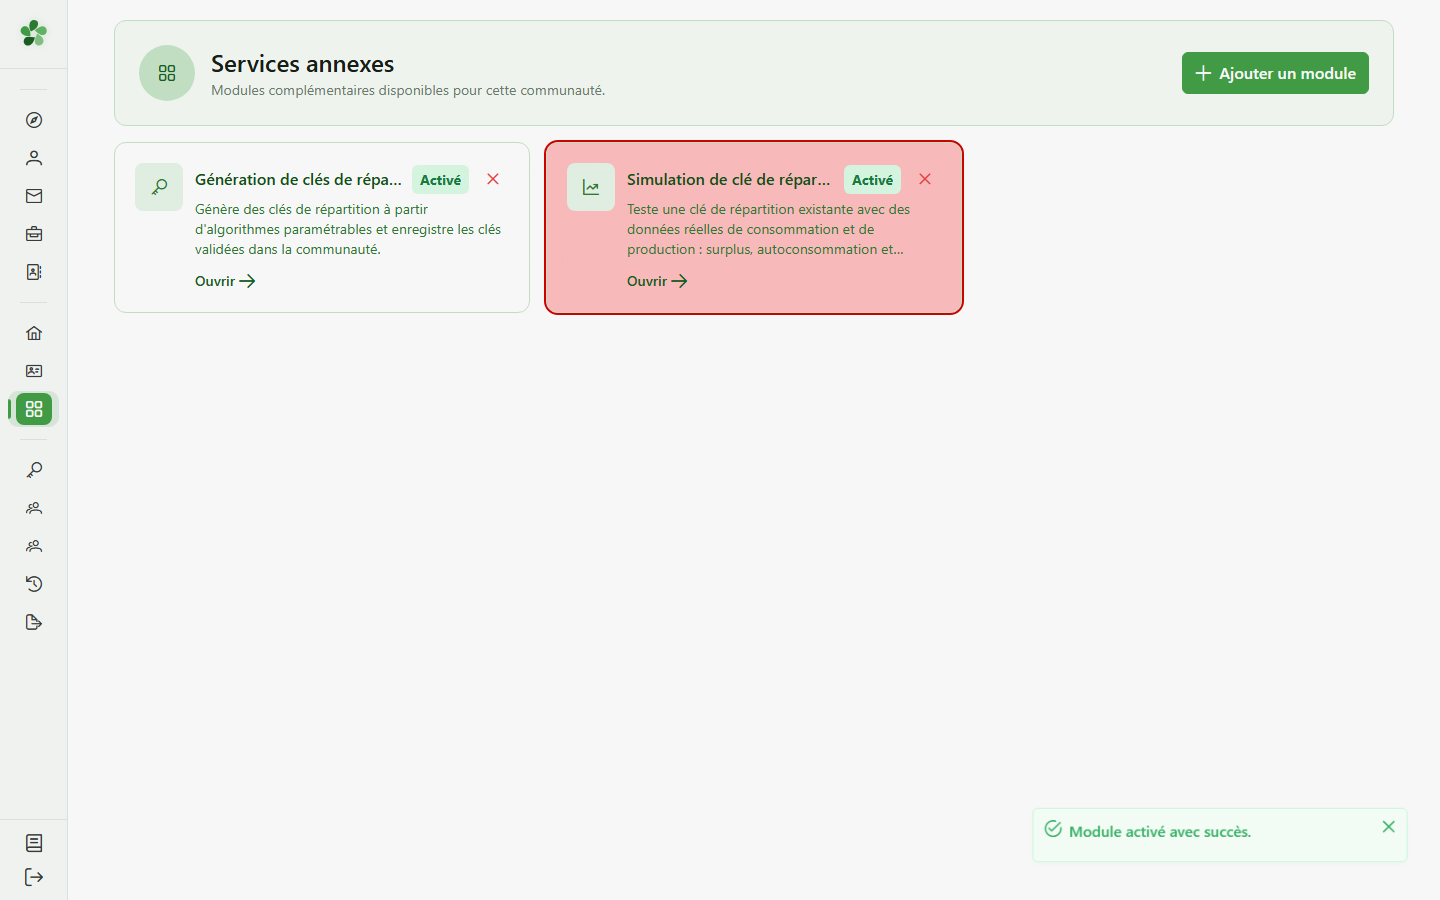 Services annexes
Modules complémentaires disponibles pour cette communauté.
Ajouter un module
Génération de clés de répa...
Activé
Génère des clés de répartition à partir
d'algorithmes paramétrables et enregistre les clés
validées dans la communauté.
Ouvrir
Simulation de clé de répar...
Activé
Teste une clé de répartition existante avec des
données réelles de consommation et de
production : surplus, autoconsommation et...
Ouvrir
Module activé avec succès.